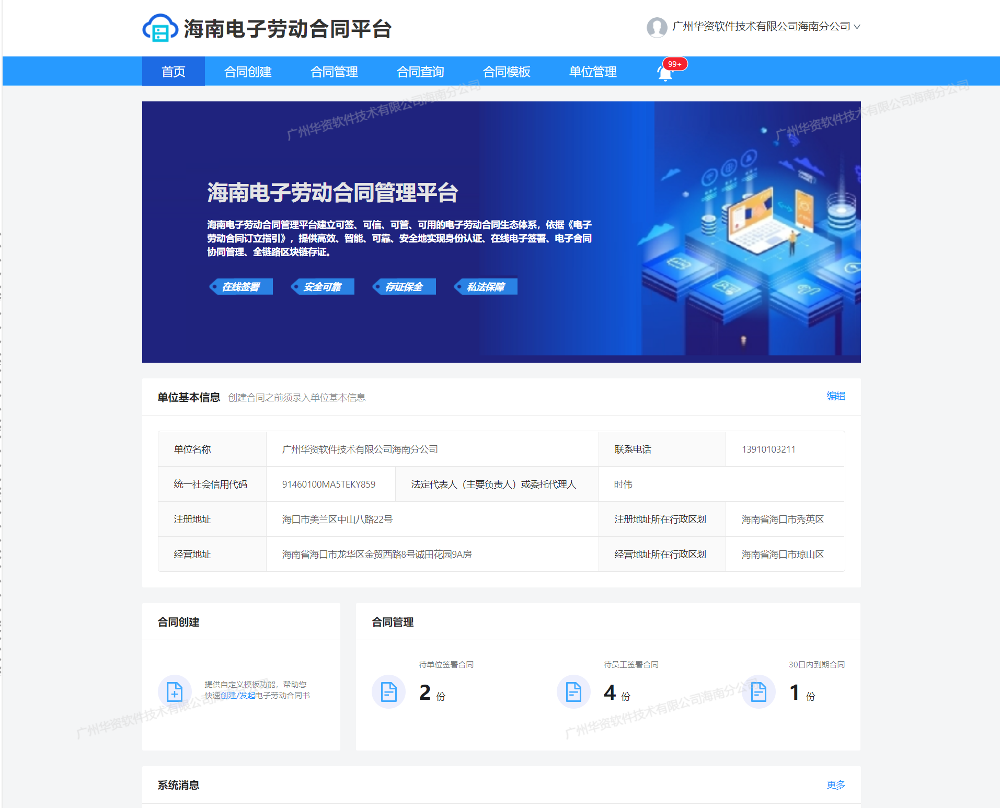 海南电子劳动合同平台
广州华资软件技术有限公司海南分公司
首页 合同创建 合同管理 合同查询 合同模板 单位管理 99+
广州华资软件技术有限公司海南分公司
广州华资软件技术有限公司海南分公司
海南电子劳动合同管理平台
海南电子劳动合同管理平台建立可签、可信、可管、可用的电子劳动合同生态体系，依据《电子
劳动合同订立指引》，提供高效、智能、可靠、安全地实现身份认证、在线电子签署、电子合同
协同管理、全链路区块链存证。
在线签署 安全可靠 存证保全 私法保障
单位基本信息 创建合同之前须录入单位基本信息 编辑
单位名称 广州华资软件技术有限公司海南分公司 联系电话 13910103211
统一社会信用代码 91460100MA5TEKY859 法定代表人（主要负责人）或委托代理人 时伟
注册地址 海口市美兰区中山八路22号 注册地址所在行政区划 海南省海口市秀英区
经营地址 海南省海口市龙华区金贸西路8号诚田花园9A房 经营地址所在行政区划 海南省海口市琼山区
合同创建
提供自定义模板功能，帮助您
快速创建/发起电子劳动合同书
合同管理
待单位签署合同
2 份
待员工签署合同
4 份
30日内到期合同
1 份
广州华资软件技术有限公司海南分公司
广州华资软件技术有限公司海南分公司
系统消息 更多